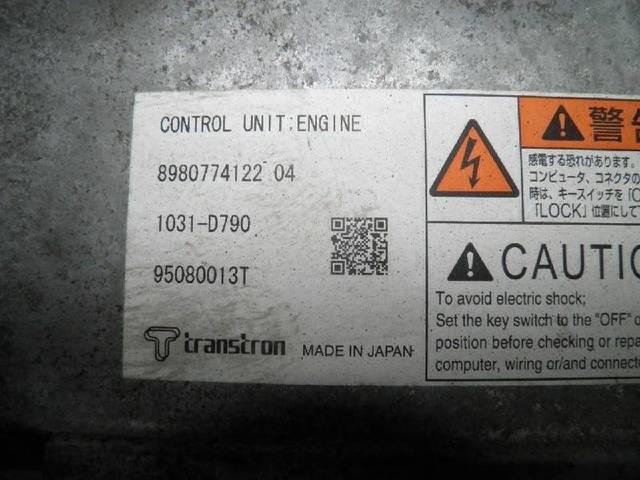 CONTROL UNIT;ENGINE
8980774122 04
1031-D790
95080013T
transtron MADE IN JAPAN
警告
感電する恐れがあります。
コンピュータ、コネクタの
時は、キースイッチを「O
「LOCK」位置にして
CAUTIO
To avoid electric shock;
Set the key switch to the "OFF" o
position before checking or repa
computer, wiring or/and connecto